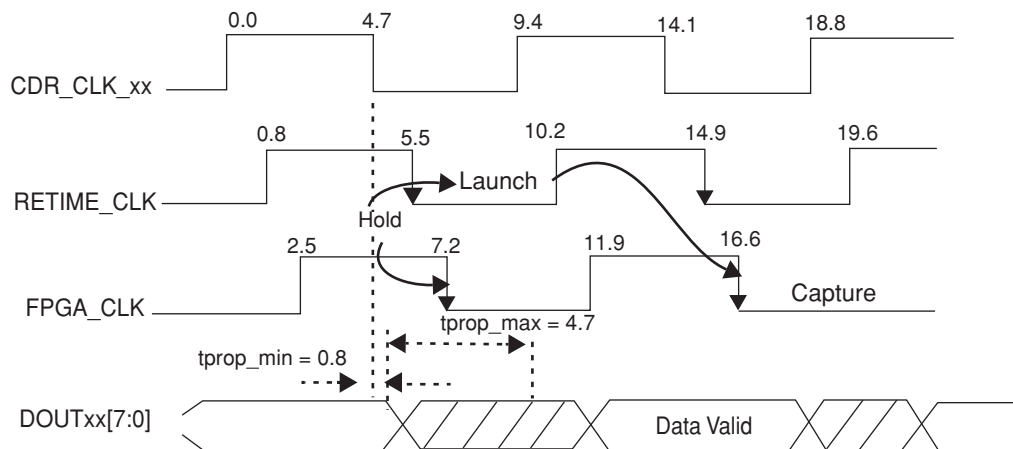 0.0 4.7 9.4 14.1 18.8
CDR_CLK_xx
0.8 5.5 10.2 14.9 19.6
RETIME_CLK
Launch
Hold
2.5 7.2 11.9 16.6
FPGA_CLK
Capture
tprop_max = 4.7
tprop_min = 0.8
DOUTxx[7:0]
Data Valid